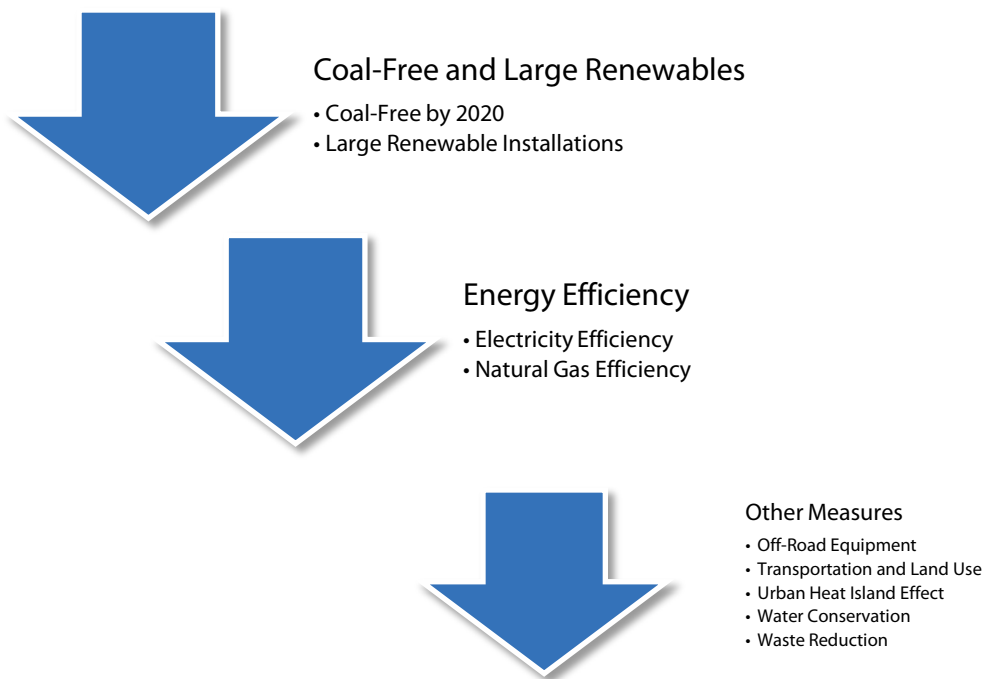 Coal-Free and Large Renewables
• Coal-Free by 2020
• Large Renewable Installations
Energy Efficiency
• Electricity Efficiency
• Natural Gas Efficiency
Other Measures
• Off-Road Equipment
• Transportation and Land Use
• Urban Heat Island Effect
• Water Conservation
• Waste Reduction